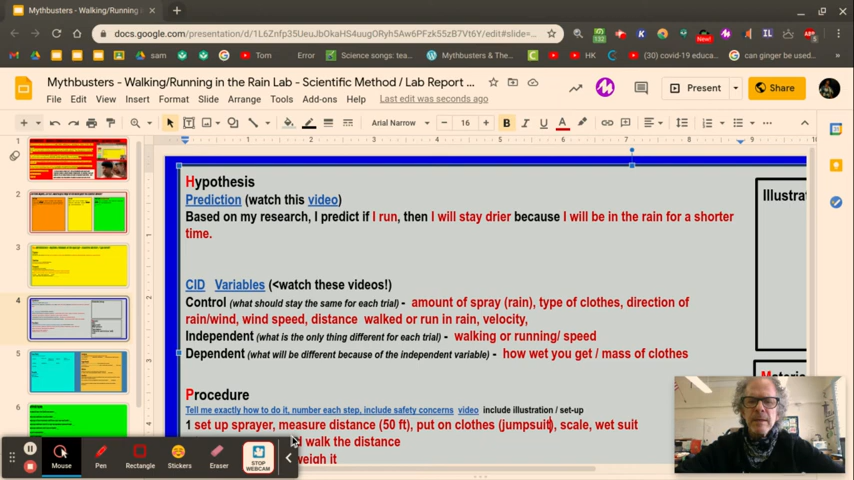 Mythbusters - Walking/Running
docs.google.com/presentation/d/1L6Znfp35UeuJbOkaHS4uugORyh5Aw6PFzk55zB7Vt6Y/edit#slide=...
sam
Tom
Error
Science songs: tea...
Mythbusters & The...
HK
(30) covid-19 educa...
can ginger be used...
Mythbusters - Walking/Running in the Rain Lab - Scientific Method / Lab Report ...
Present
Share
File Edit View Insert Format Slide Arrange Tools Add-ons Help Last edit was seconds ago
Arial Narrow
16
Hypothesis
Prediction (watch this video)
Based on my research, I predict if I run, then I will stay drier because I will be in the rain for a shorter
time.
Illustra
CID Variables (<watch these videos!)
Control (what should stay the same for each trial) - amount of spray (rain), type of clothes, direction of
rain/wind, wind speed, distance walked or run in rain, velocity,
Independent (what is the only thing different for each trial) - walking or running/ speed
Dependent (what will be different because of the independent variable) - how wet you get / mass of clothes
Procedure
Tell me exactly how to do it, number each step, include safety concerns video include illustration / set-up
1 set up sprayer, measure distance (50 ft), put on clothes (jumpsuit), scale, wet suit
walk the distance
weigh it
1
2
3
4
5
6
Mouse
Pen
Rectangle
Stickers
Eraser
STOP
WEBCAM